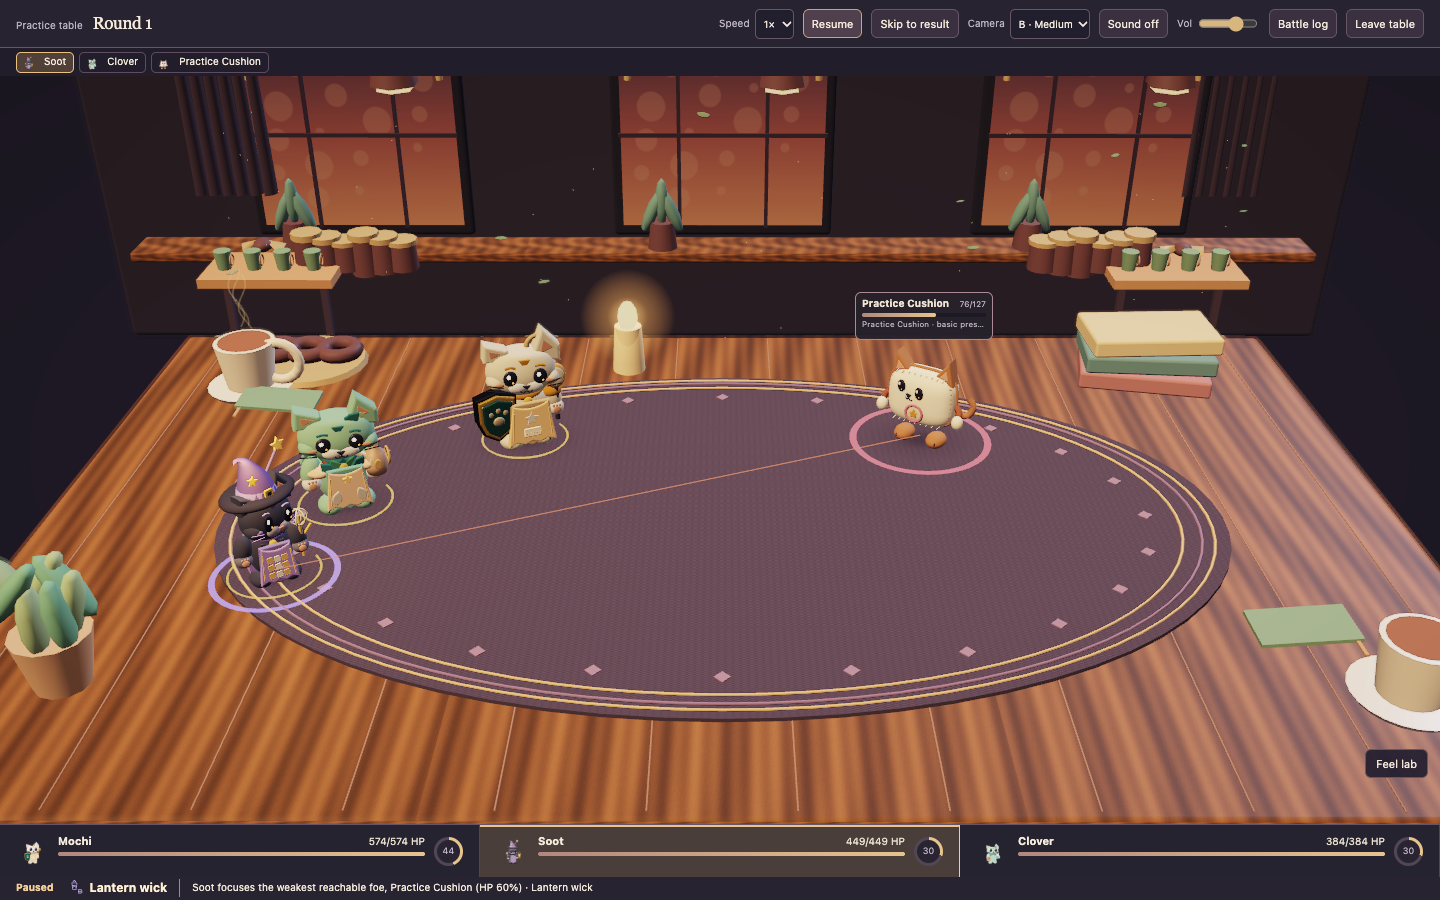 Practice table Round 1
Speed 1x Resume Skip to result Camera B · Medium Sound off Vol Battle log Leave table
Soot Clover Practice Cushion
Practice Cushion 76/127
Practice Cushion · basic pres...
Feel lab
Mochi 574/574 HP 44
Soot 449/449 HP 30
Clover 384/384 HP 30
Paused Lantern wick Soot focuses the weakest reachable foe, Practice Cushion (HP 60%) · Lantern wick